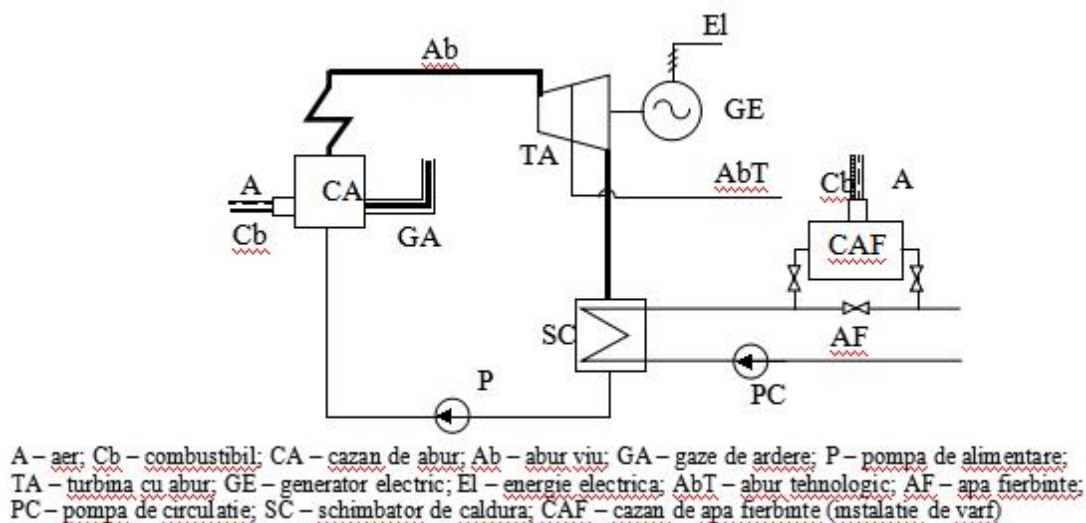 El
Ab
GE
TA
AbT
Cb
A
A
CA
CAF
Cb
GA
SC
AF
P
PC
A – aer; Cb – combustibil; CA – cazan de abur; Ab – abur viu; GA – gaze de ardere; P – pompa de alimentare;
TA – turbina cu abur; GE – generator electric; El – energie electrica; AbT – abur tehnologic; AF – apa fierbinte;
PC – pompa de circulatie; SC – schimbator de caldura; CAF – cazan de apa fierbinte (instalatie de varf)